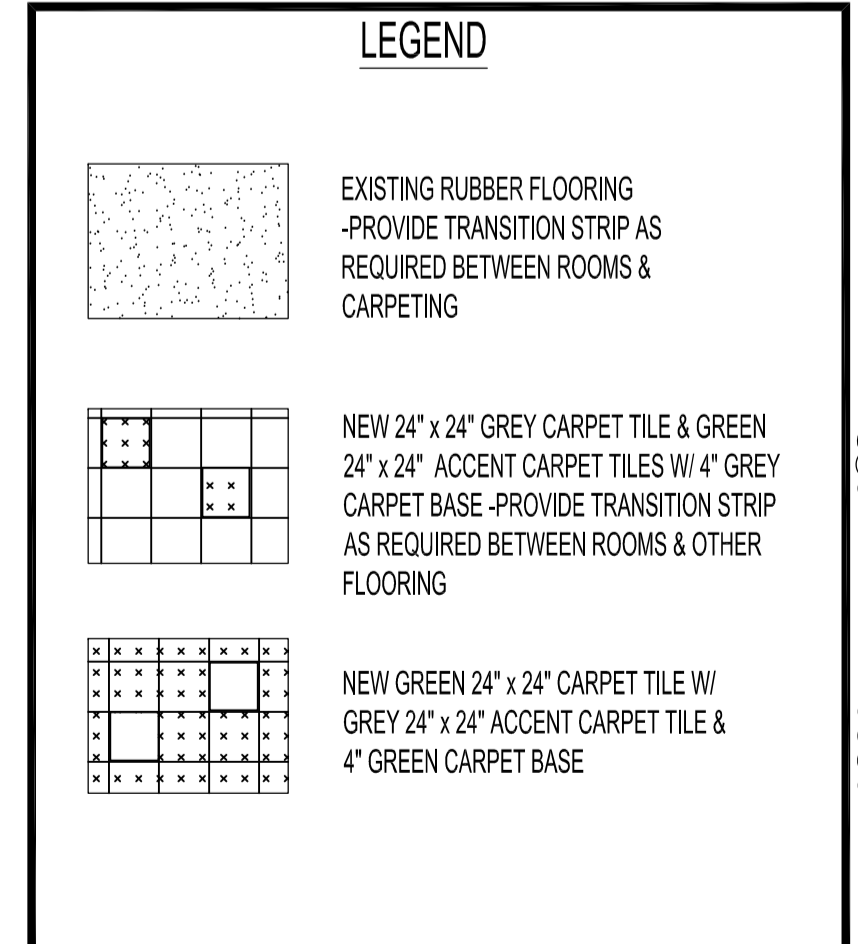 LEGEND
EXISTING RUBBER FLOORING
-PROVIDE TRANSITION STRIP AS
REQUIRED BETWEEN ROOMS &
CARPETING
NEW 24" x 24" GREY CARPET TILE & GREEN
24" x 24" ACCENT CARPET TILES W/ 4" GREY
CARPET BASE -PROVIDE TRANSITION STRIP
AS REQUIRED BETWEEN ROOMS & OTHER
FLOORING
NEW GREEN 24" x 24" CARPET TILE W/
GREY 24" x 24" ACCENT CARPET TILE &
4" GREEN CARPET BASE